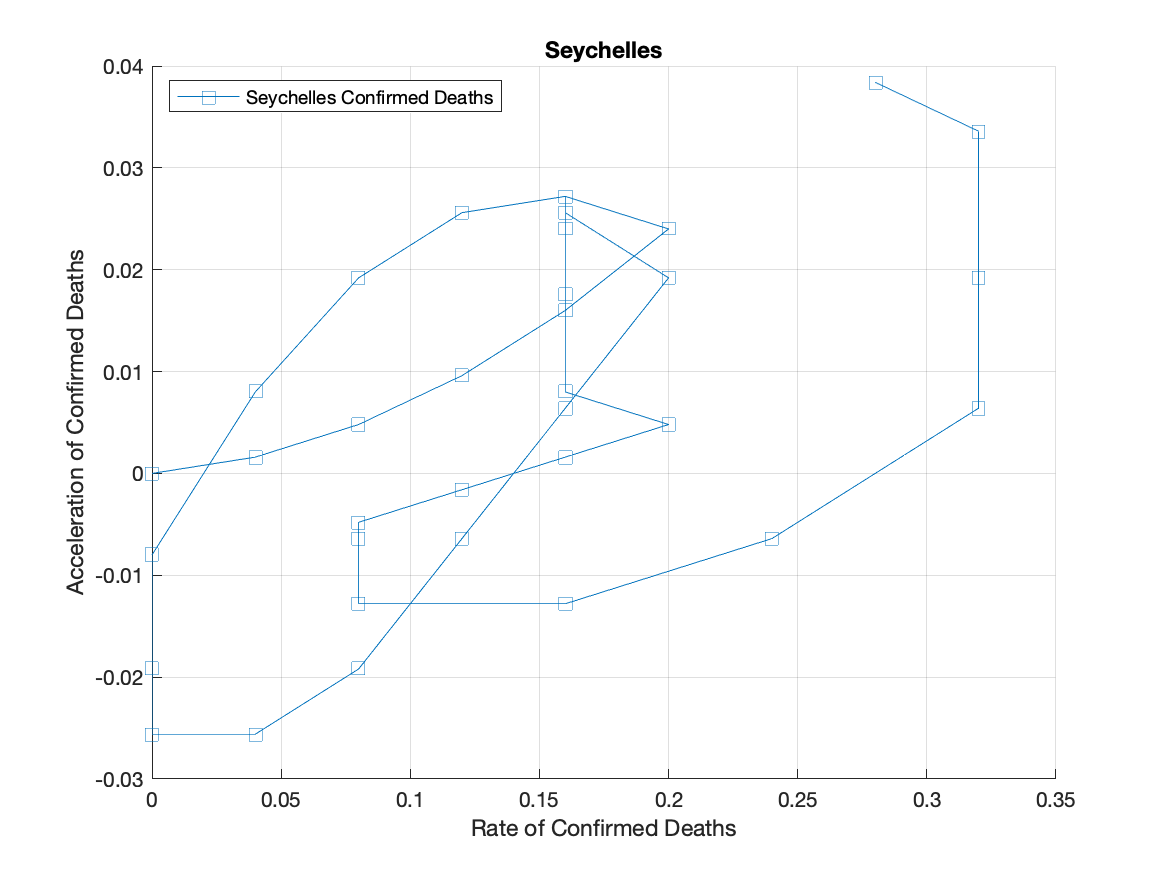 Seychelles
Seychelles Confirmed Deaths
0.04
0.03
0.02
0.01
0
-0.01
-0.02
-0.03
Acceleration of Confirmed Deaths
0 0.05 0.1 0.15 0.2 0.25 0.3 0.35
Rate of Confirmed Deaths